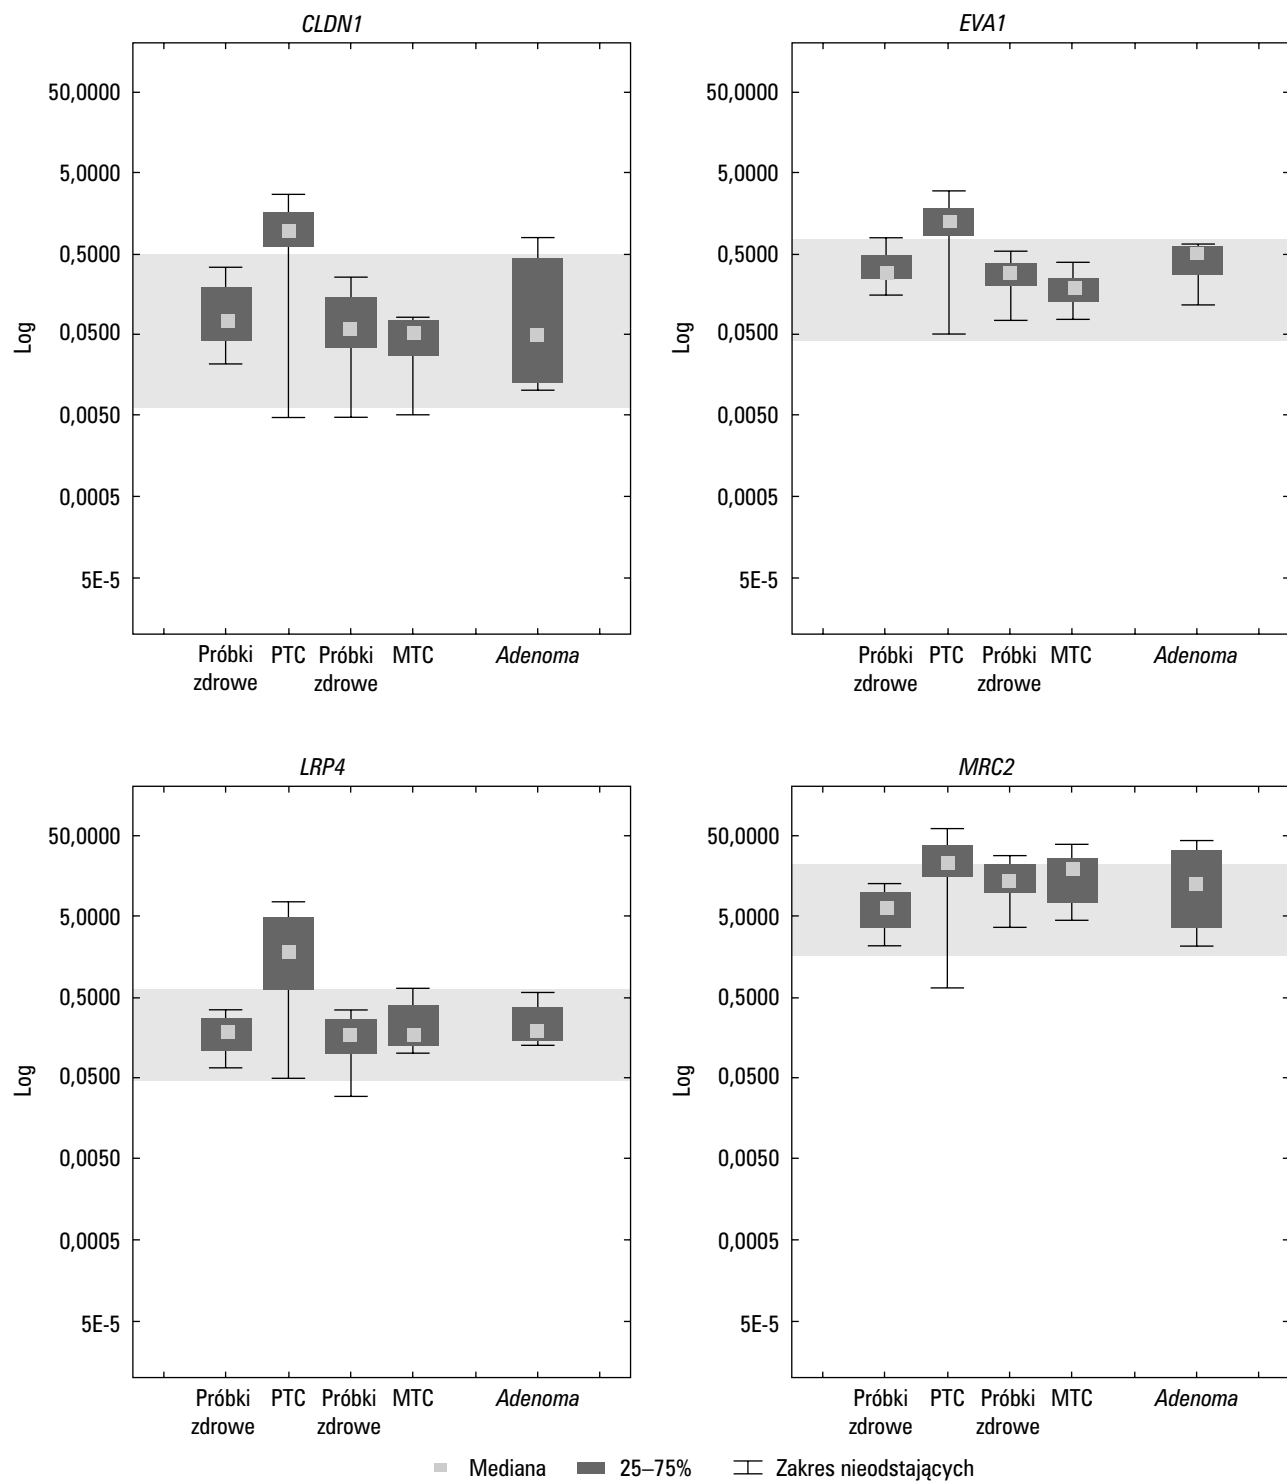 CLDN1
50,0000
5,0000
0,5000
0,0500
0,0050
0,0005
5E-5
Log
Próbki zdrowe
PTC
Próbki zdrowe
MTC
Adenoma
EVA1
50,0000
5,0000
0,5000
0,0500
0,0050
0,0005
5E-5
Log
Próbki zdrowe
PTC
Próbki zdrowe
MTC
Adenoma
LRP4
50,0000
5,0000
0,5000
0,0500
0,0050
0,0005
5E-5
Log
Próbki zdrowe
PTC
Próbki zdrowe
MTC
Adenoma
MRC2
50,0000
5,0000
0,5000
0,0500
0,0050
0,0005
5E-5
Log
Próbki zdrowe
PTC
Próbki zdrowe
MTC
Adenoma
Mediana 25–75% Zakres nieodstających